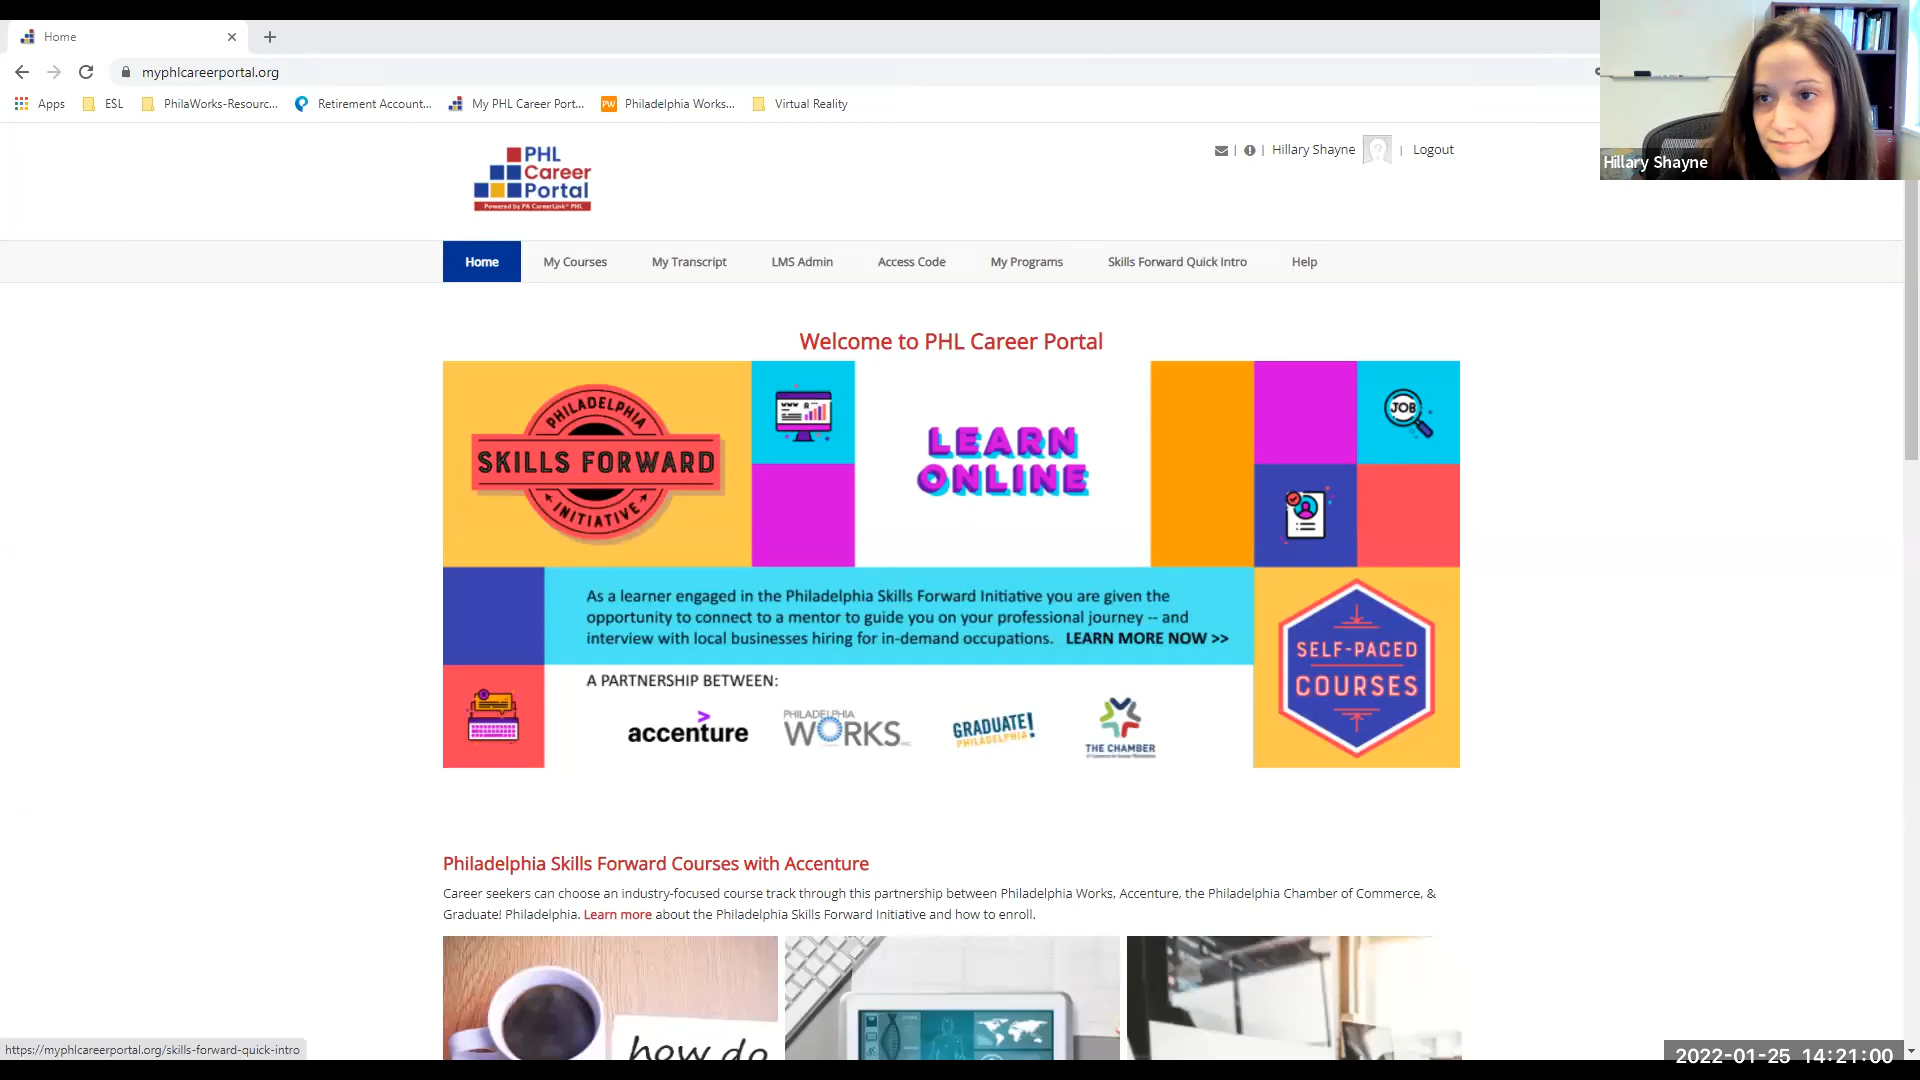 Home
myphlcareerportal.org
Apps ESL PhilaWorks-Resourc... Retirement Account... My PHL Career Port... PW Philadelphia Works... Virtual Reality
Hillary Shayne
PHL
Career
Portal
Powered by PA CareerLink® PHL
Hillary Shayne | Logout
Home My Courses My Transcript LMS Admin Access Code My Programs Skills Forward Quick Intro Help
Welcome to PHL Career Portal
PHILADELPHIA
SKILLS FORWARD
INITIATIVE
WWW
LEARN
ONLINE
JOB
As a learner engaged in the Philadelphia Skills Forward Initiative you are given the
opportunity to connect to a mentor to guide you on your professional journey -- and
interview with local businesses hiring for in-demand occupations. LEARN MORE NOW >>
SELF-PACED
COURSES
A PARTNERSHIP BETWEEN:
accenture
PHILADELPHIA
WORKS
GRADUATE!
PHILADELPHIA
THE CHAMBER
Philadelphia Skills Forward Courses with Accenture
Career seekers can choose an industry-focused course track through this partnership between Philadelphia Works, Accenture, the Philadelphia Chamber of Commerce, &
Graduate! Philadelphia. Learn more about the Philadelphia Skills Forward Initiative and how to enroll.
how do
https://myphlcareerportal.org/skills-forward-quick-intro
2022-01-25 14:21:00